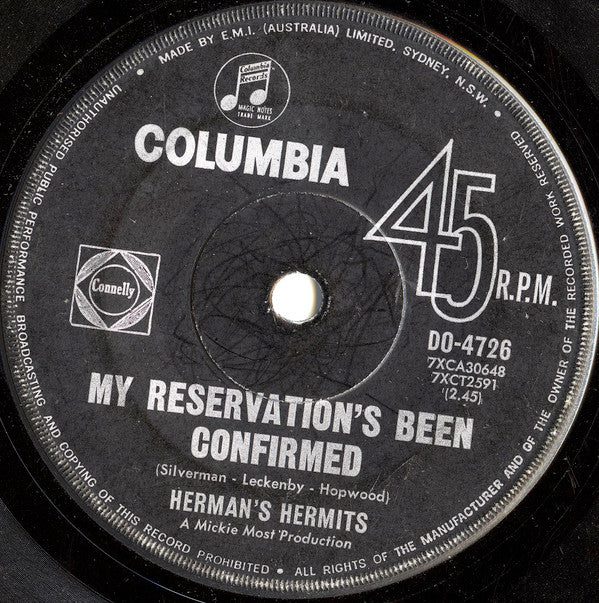 MADE BY E.M.I. (AUSTRALIA) LIMITED, SYDNEY, N.S.W. •
Columbia
Records
MAGIC NOTES
TRADE MARK
COLUMBIA
45
R.P.M.
Connelly
DO-4726
7XCA30648
7XCT2591
(2.45)
MY RESERVATION'S BEEN
CONFIRMED
(Silverman - Leckenby - Hopwood)
HERMAN'S HERMITS
A Mickie Most Production
UNAUTHORISED PUBLIC PERFORMANCE, BROADCASTING AND COPYING OF THIS RECORD PROHIBITED • ALL RIGHTS OF THE MANUFACTURER AND OF THE OWNER OF THE RECORDED WORK RESERVED